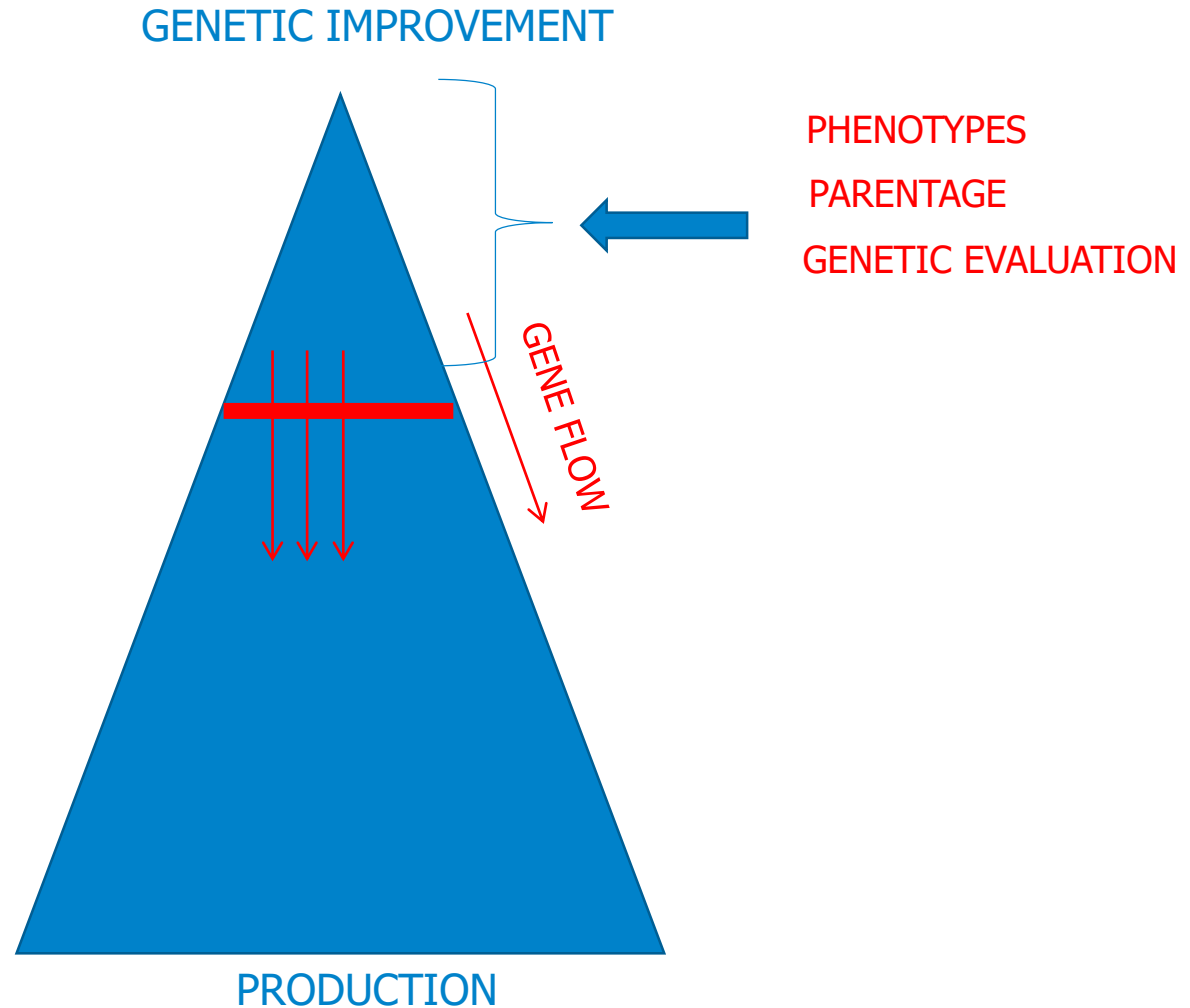 GENETIC IMPROVEMENT
PHENOTYPES
PARENTAGE
GENETIC EVALUATION
GENE FLOW
PRODUCTION